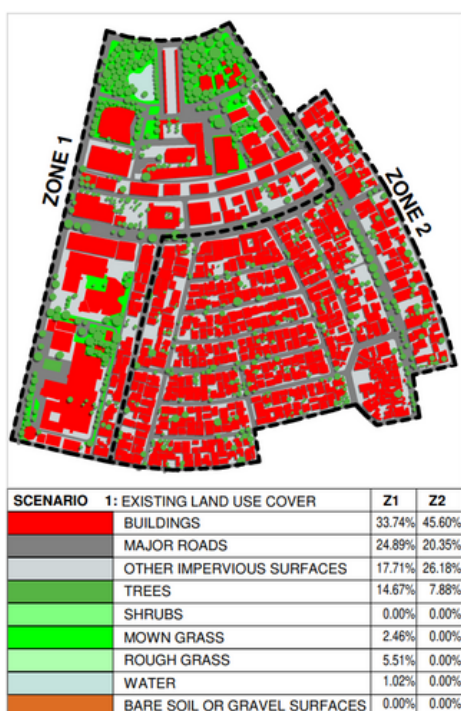 ZONE 1
ZONE 2
SCENARIO 1: EXISTING LAND USE COVER Z1 Z2
BUILDINGS 33.74% 45.60%
MAJOR ROADS 24.89% 20.35%
OTHER IMPERVIOUS SURFACES 17.71% 26.18%
TREES 14.67% 7.88%
SHRUBS 0.00% 0.00%
MOWN GRASS 2.46% 0.00%
ROUGH GRASS 5.51% 0.00%
WATER 1.02% 0.00%
BARE SOIL OR GRAVEL SURFACES 0.00% 0.00%